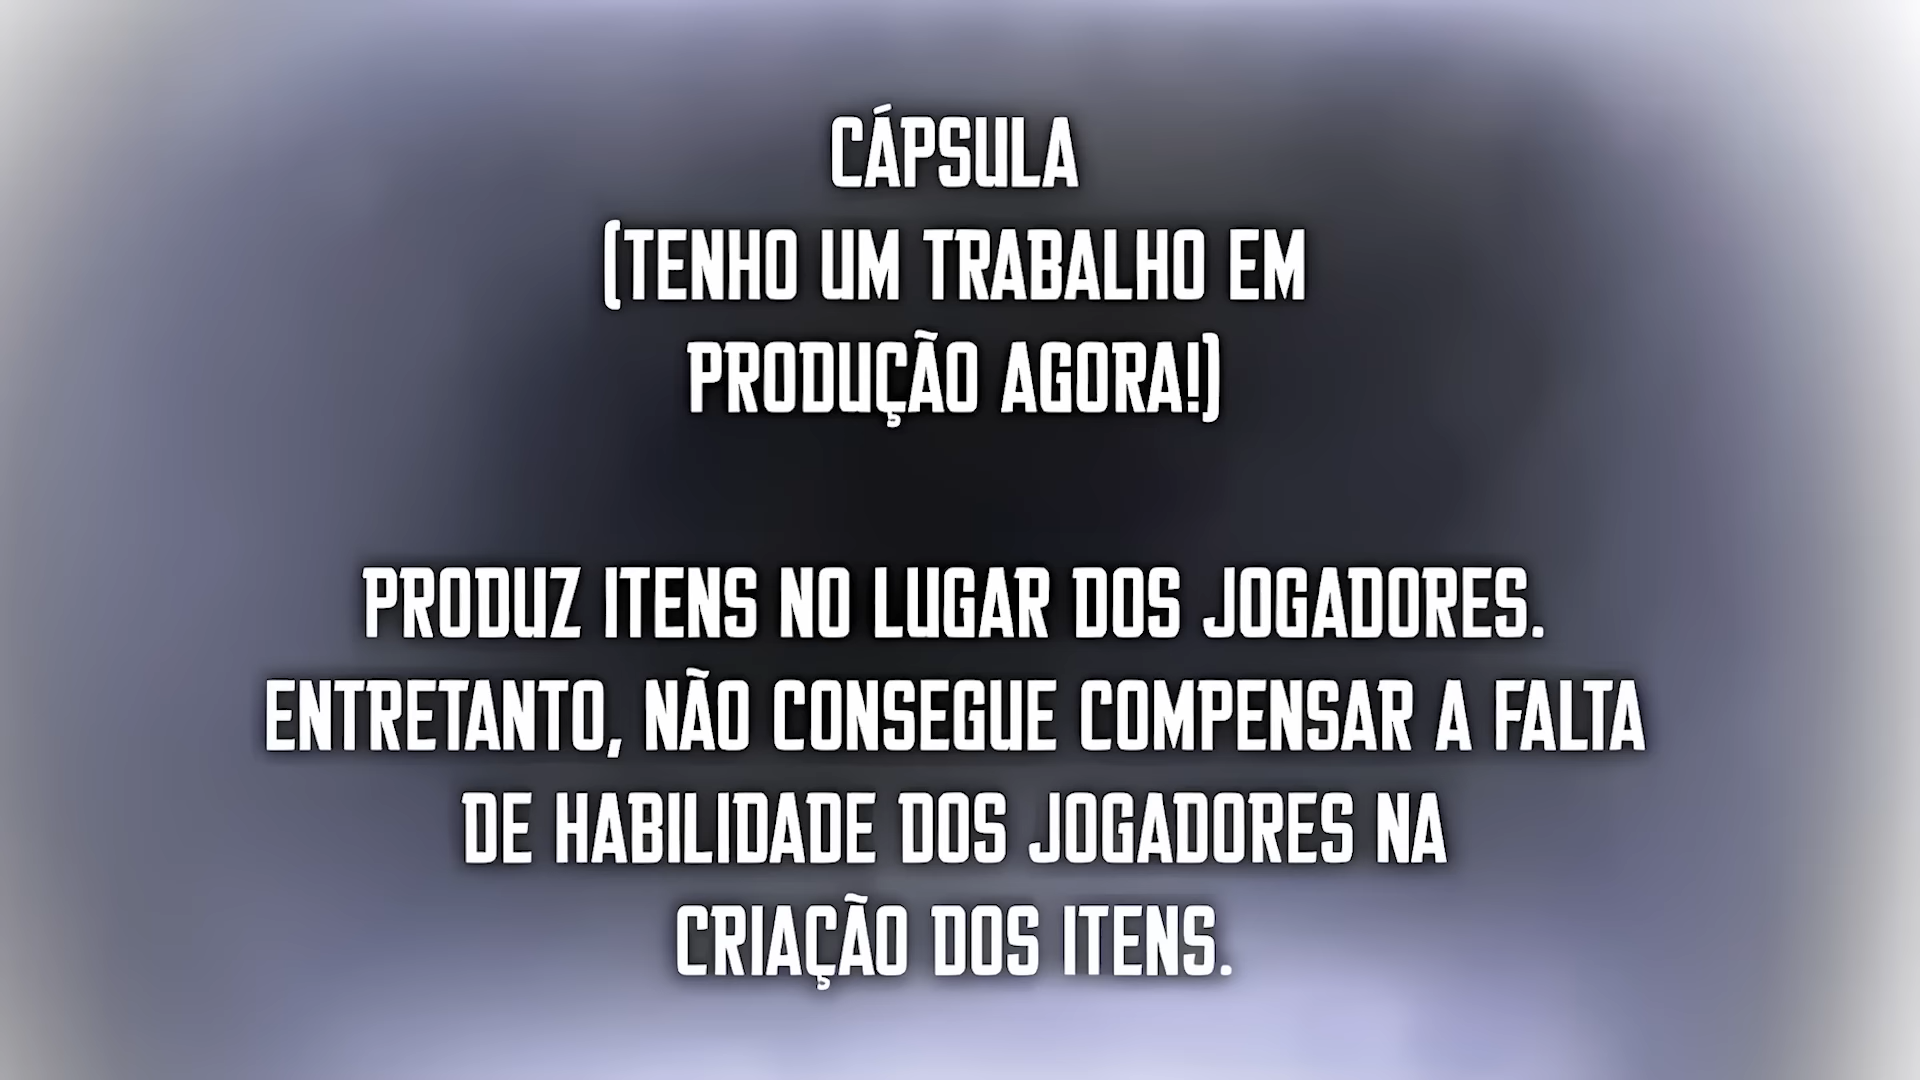 CÁPSULA
(TENHO UM TRABALHO EM
PRODUÇÃO AGORA!)
PRODUZ ITENS NO LUGAR DOS JOGADORES.
ENTRETANTO, NÃO CONSEGUE COMPENSAR A FALTA
DE HABILIDADE DOS JOGADORES NA
CRIAÇÃO DOS ITENS.